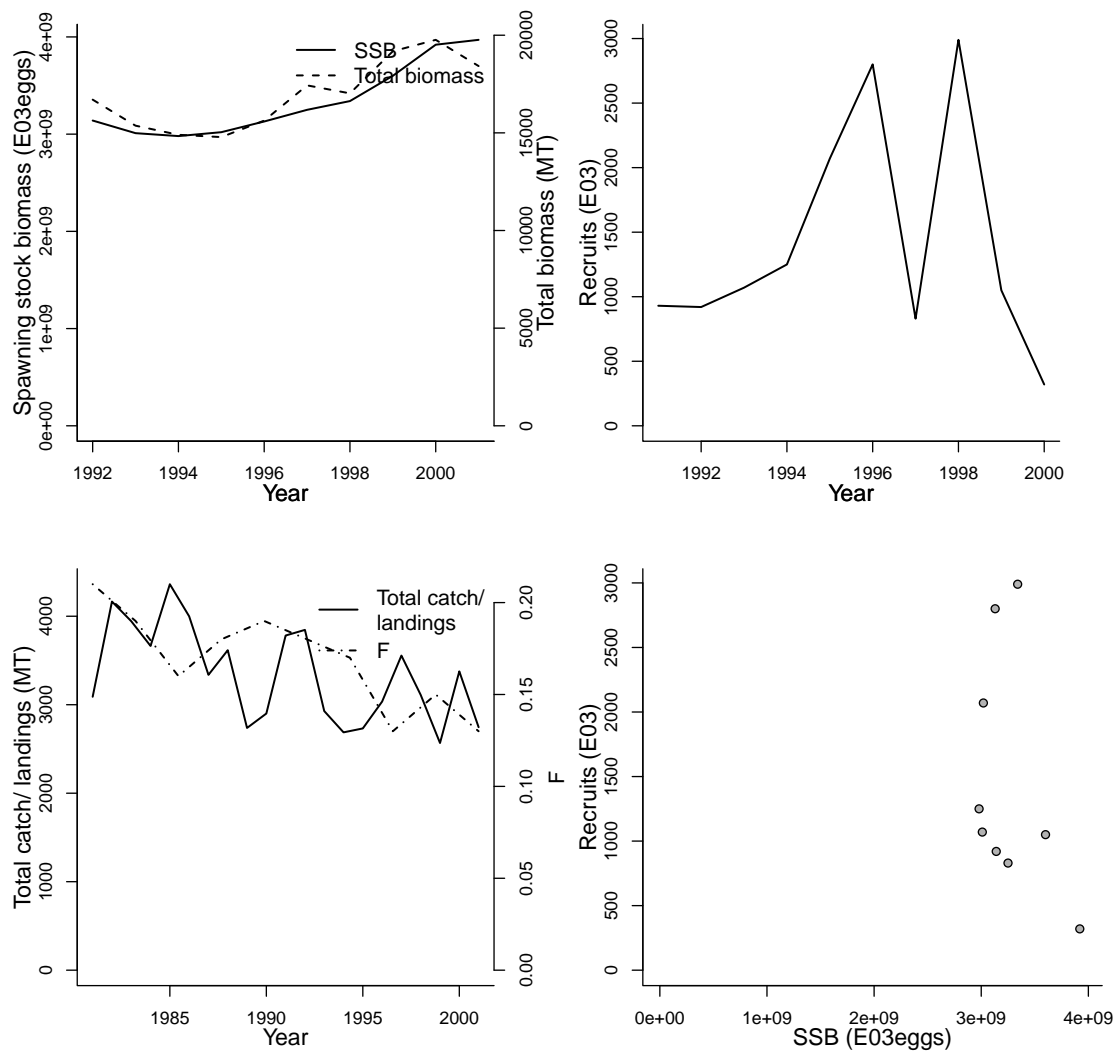 Spawning stock biomass (E03eggs)
0e+00
1e+09
2e+09
3e+09
4e+09
SSB
Total biomass
Total biomass (MT)
0
5000
10000
15000
20000
1992
1994
1996
1998
2000
Year
Recruits (E03)
0
500
1000
1500
2000
2500
3000
1992
1994
1996
1998
2000
Year
Total catch/ landings (MT)
0
1000
2000
3000
4000
Total catch/
landings
F
F
0.00
0.05
0.10
0.15
0.20
1985
1990
1995
2000
Year
Recruits (E03)
0
500
1000
1500
2000
2500
3000
0e+00
1e+09
2e+09
3e+09
4e+09
SSB (E03eggs)